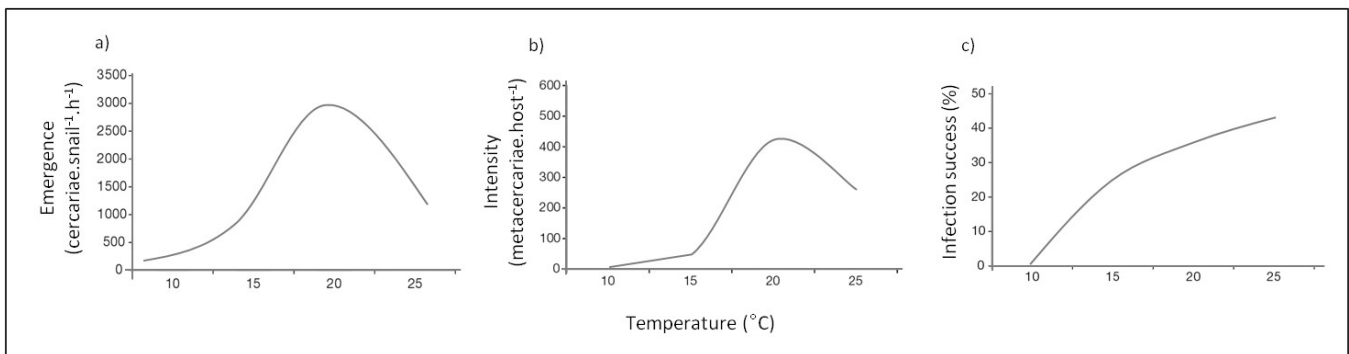 a)
Emergence
(cercariae.snail⁻¹.h⁻¹)
3500
3000
2500
2000
1500
1000
500
0
10 15 20 25
b)
Intensity
(metacercariae.host⁻¹)
600
500
400
300
200
100
0
10 15 20 25
c)
Infection success (%)
50
40
30
20
10
0
10 15 20 25
Temperature (°C)